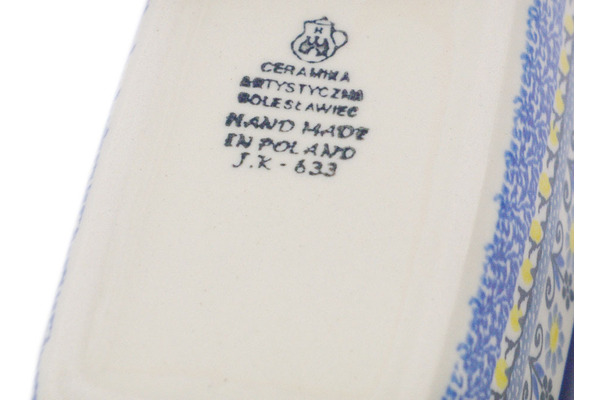 H
CERAMIKA
ARTYSTYCZNA
BOLESŁAWIEC
HAND MADE
IN POLAND
J.K - 633